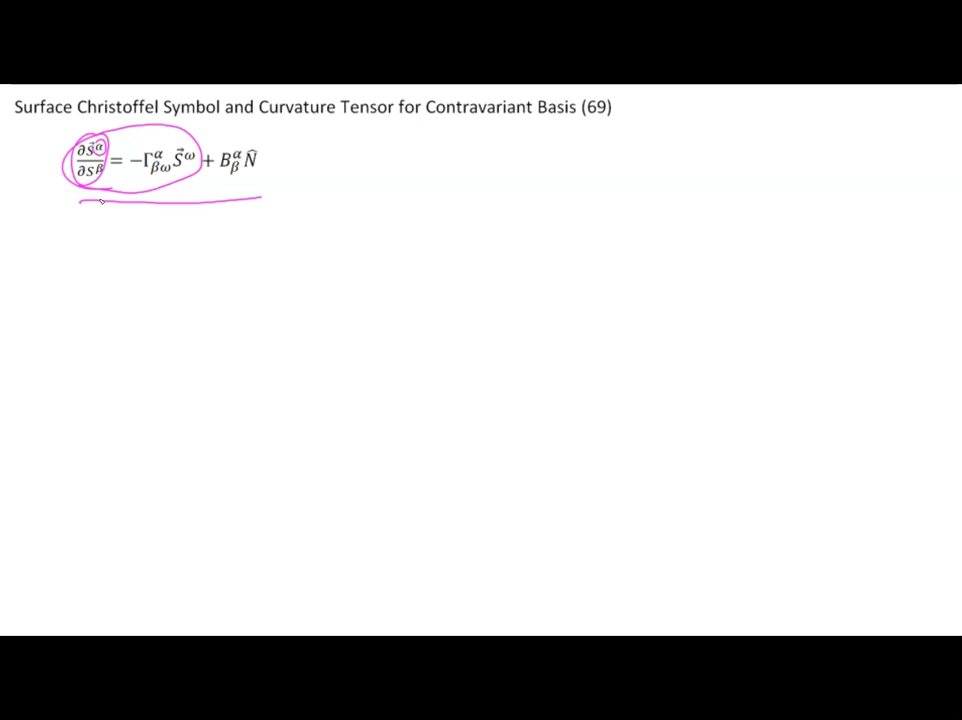 Surface Christoffel Symbol and Curvature Tensor for Contravariant Basis (69)
∂S⃗^α/∂S^β = −Γ^α_βω S⃗^ω + B^α_β N̂